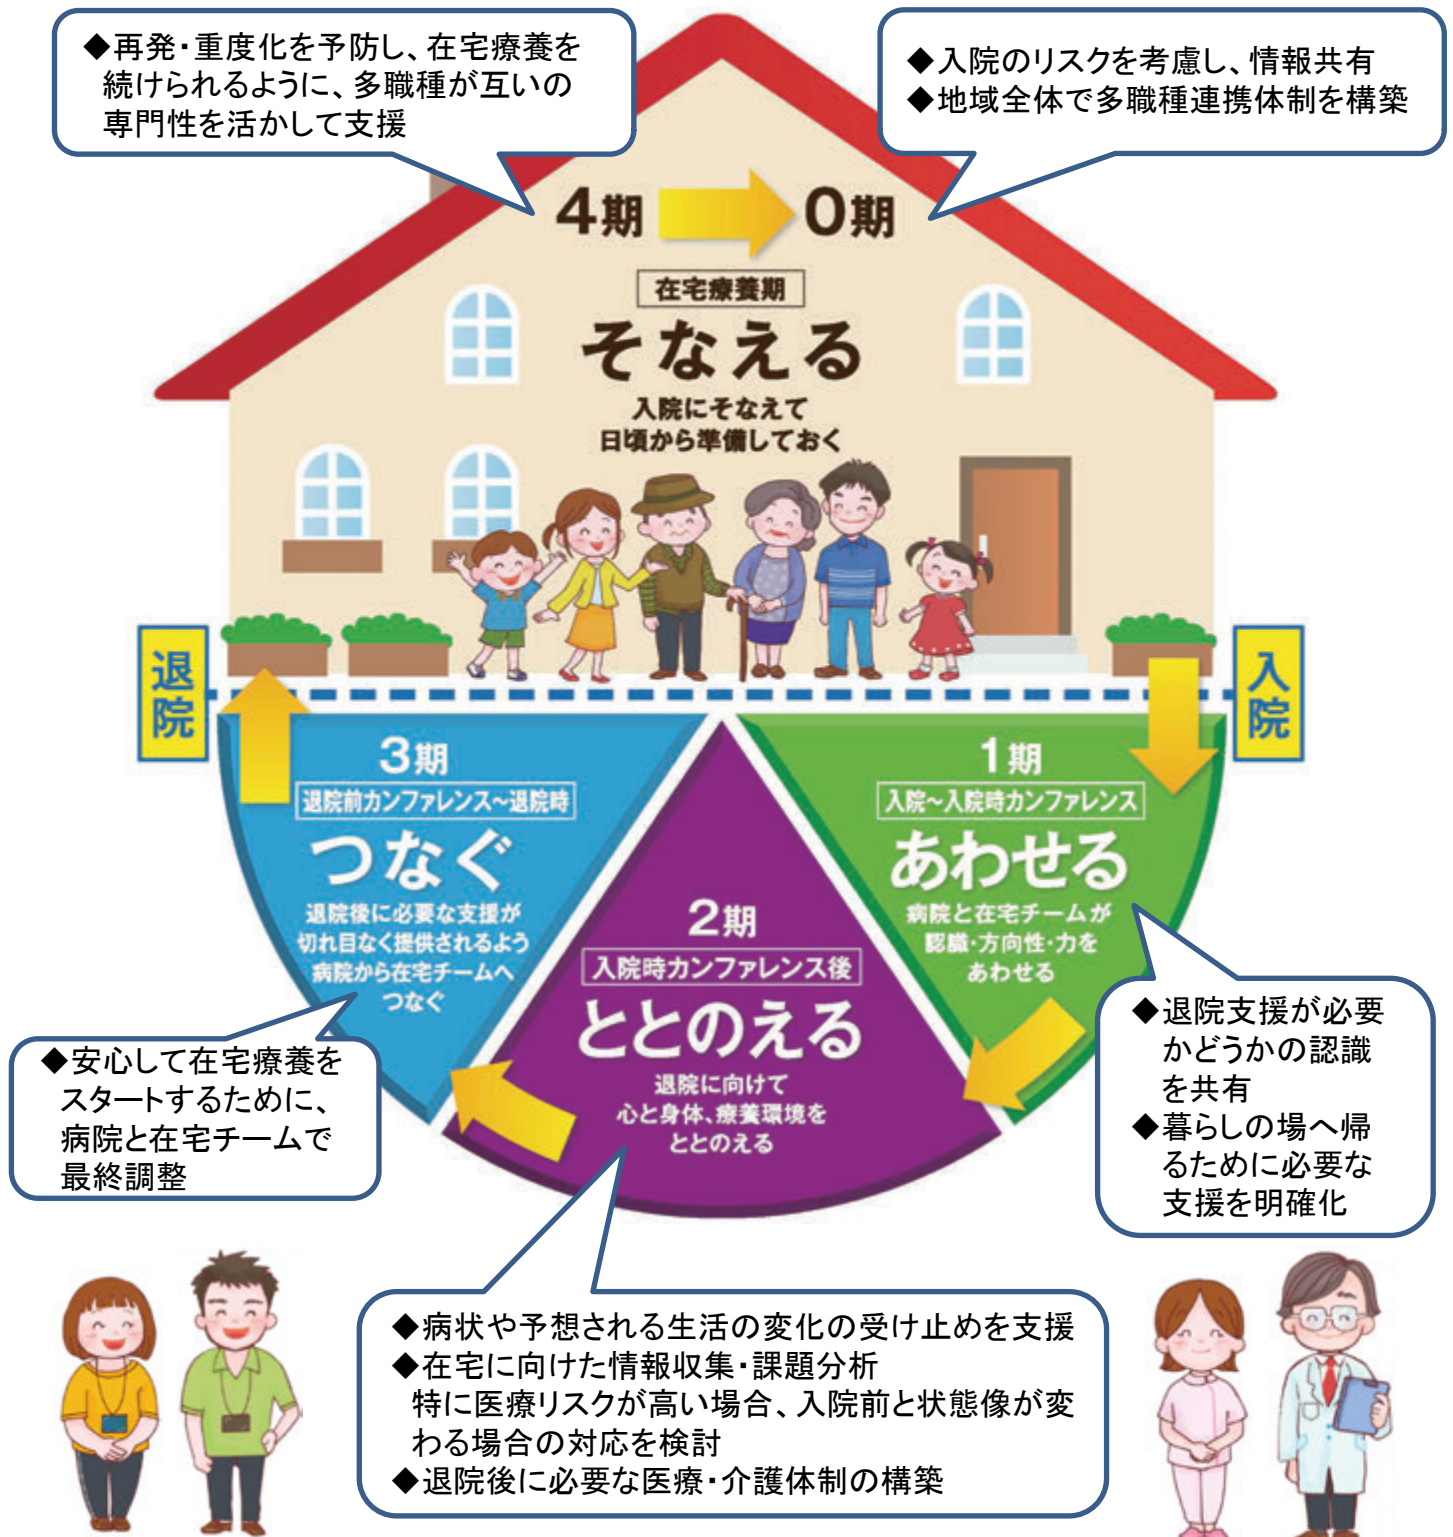 ◆再発・重度化を予防し、在宅療養を
続けられるように、多職種が互いの
専門性を活かして支援
◆入院のリスクを考慮し、情報共有
◆地域全体で多職種連携体制を構築
4期
0期
在宅療養期
そなえる
入院にそなえて
日頃から準備しておく
退院
入院
3期
退院前カンファレンス～退院時
つなぐ
退院後に必要な支援が
切れ目なく提供されるよう
病院から在宅チームへ
つなぐ
1期
入院～入院時カンファレンス
あわせる
病院と在宅チームが
認識・方向性・力を
あわせる
2期
入院時カンファレンス後
ととのえる
退院に向けて
心と身体、療養環境を
ととのえる
◆安心して在宅療養を
スタートするために、
病院と在宅チームで
最終調整
◆退院支援が必要
かどうかの認識
を共有
◆暮らしの場へ帰
るために必要な
支援を明確化
◆病状や予想される生活の変化の受け止めを支援
◆在宅に向けた情報収集・課題分析
特に医療リスクが高い場合、入院前と状態像が変
わる場合の対応を検討
◆退院後に必要な医療・介護体制の構築